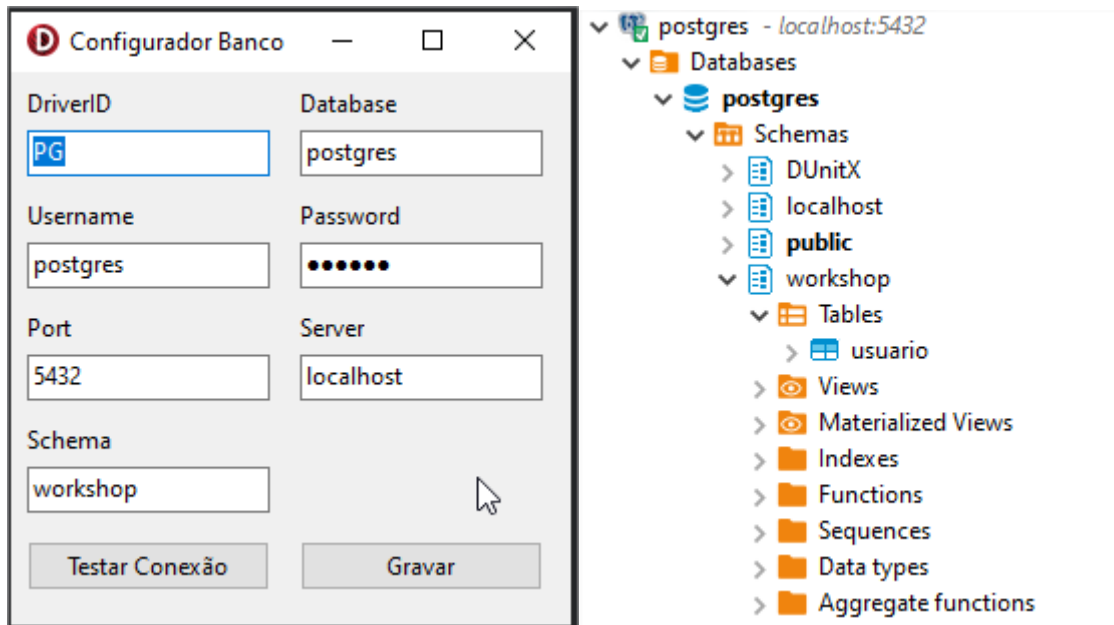 Configurador Banco
DriverID Database
PG postgres
Username Password
postgres ●●●●●●
Port Server
5432 localhost
Schema
workshop
Testar Conexão Gravar
postgres - localhost:5432
Databases
postgres
Schemas
DUnitX
localhost
public
workshop
Tables
usuario
Views
Materialized Views
Indexes
Functions
Sequences
Data types
Aggregate functions